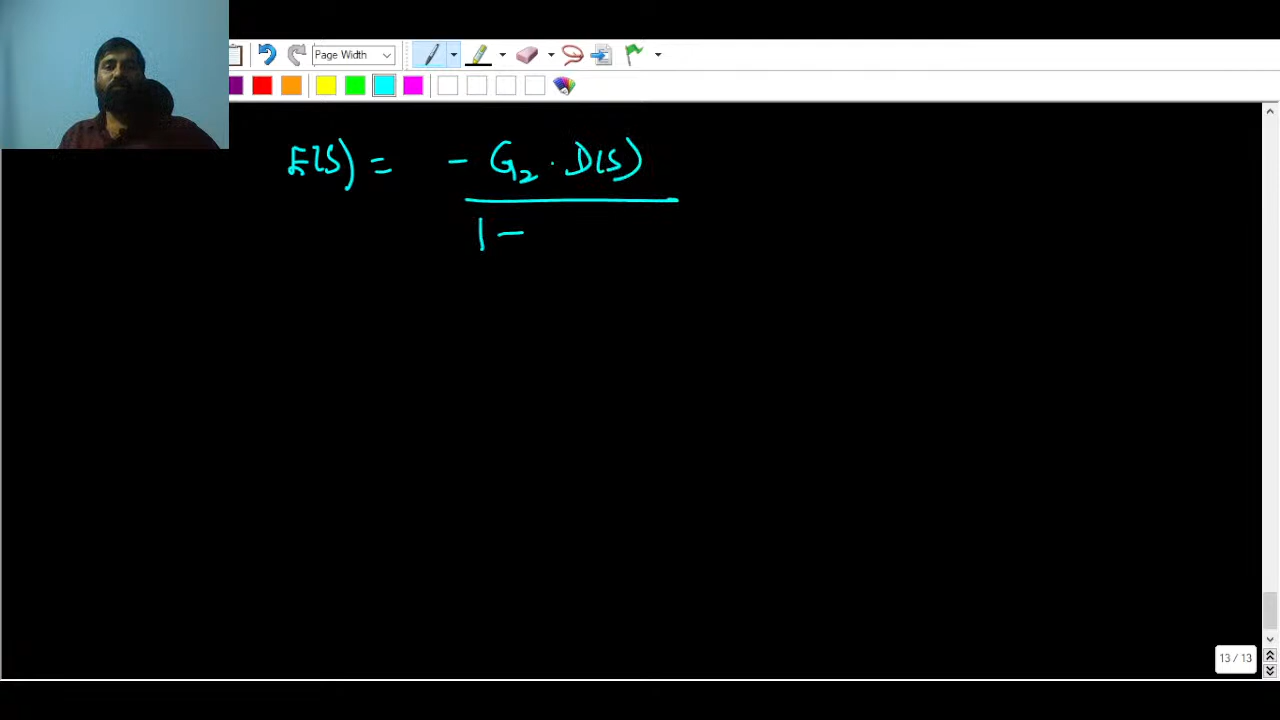 Page Width
E(S) = - G₂ · D(S)
1 -
13 / 13